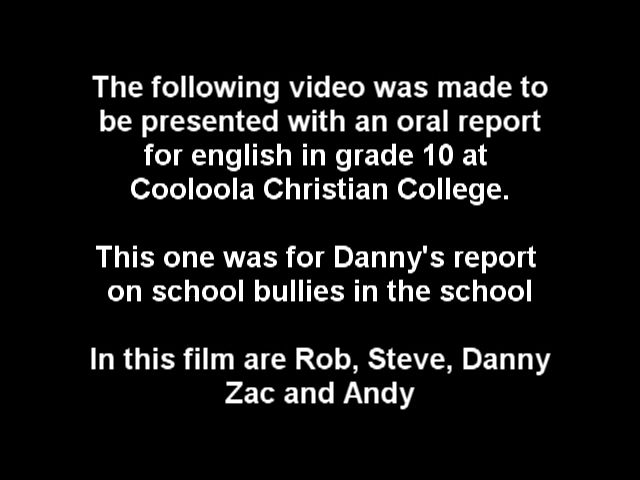 The following video was made to
be presented with an oral report
for english in grade 10 at
Cooloola Christian College.
This one was for Danny's report
on school bullies in the school
In this film are Rob, Steve, Danny
Zac and Andy